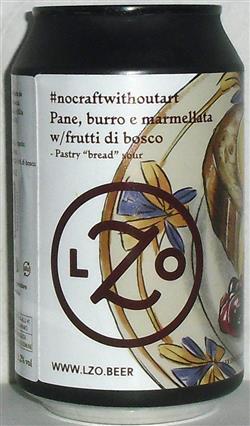 #nocraftwithoutart
Pane, burro e marmellata
w/frutti di bosco
- Pastry "bread" sour
LZO
WWW.LZO.BEER